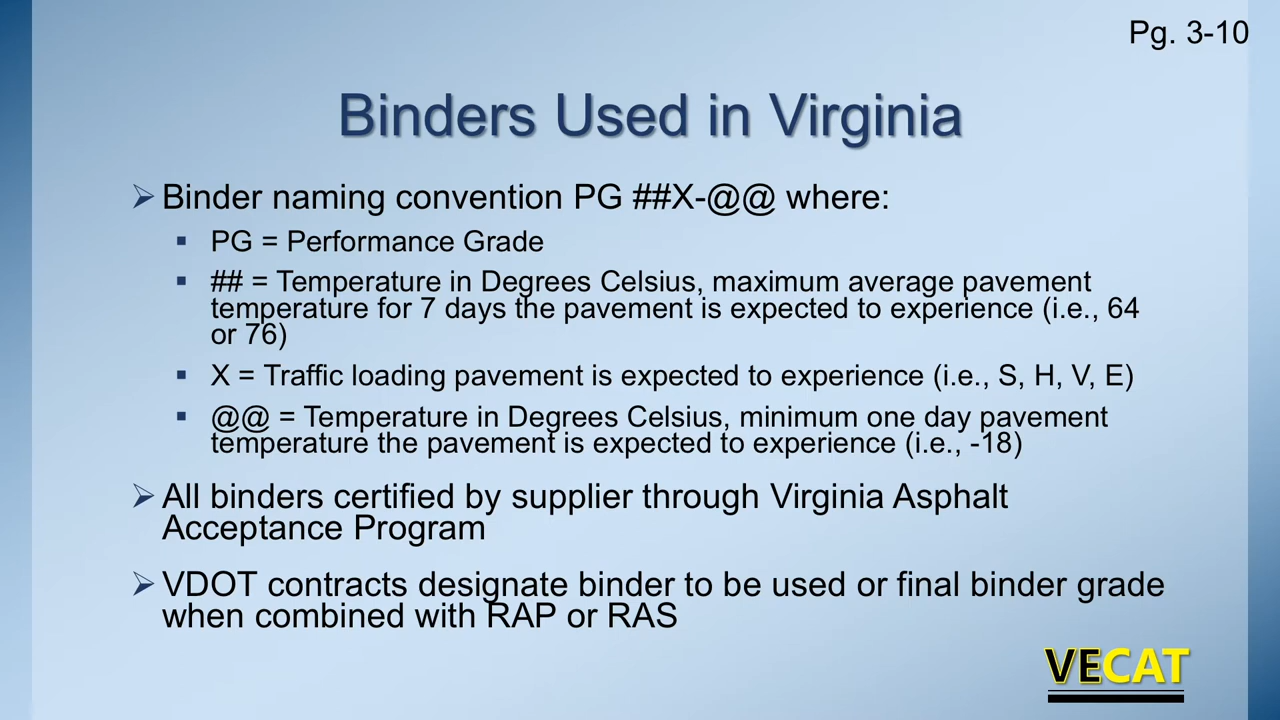 Pg. 3-10
Binders Used in Virginia
Binder naming convention PG ##X-@@ where:
PG = Performance Grade
## = Temperature in Degrees Celsius, maximum average pavement
temperature for 7 days the pavement is expected to experience (i.e., 64
or 76)
X = Traffic loading pavement is expected to experience (i.e., S, H, V, E)
@@ = Temperature in Degrees Celsius, minimum one day pavement
temperature the pavement is expected to experience (i.e., -18)
All binders certified by supplier through Virginia Asphalt
Acceptance Program
VDOT contracts designate binder to be used or final binder grade
when combined with RAP or RAS
VECAT